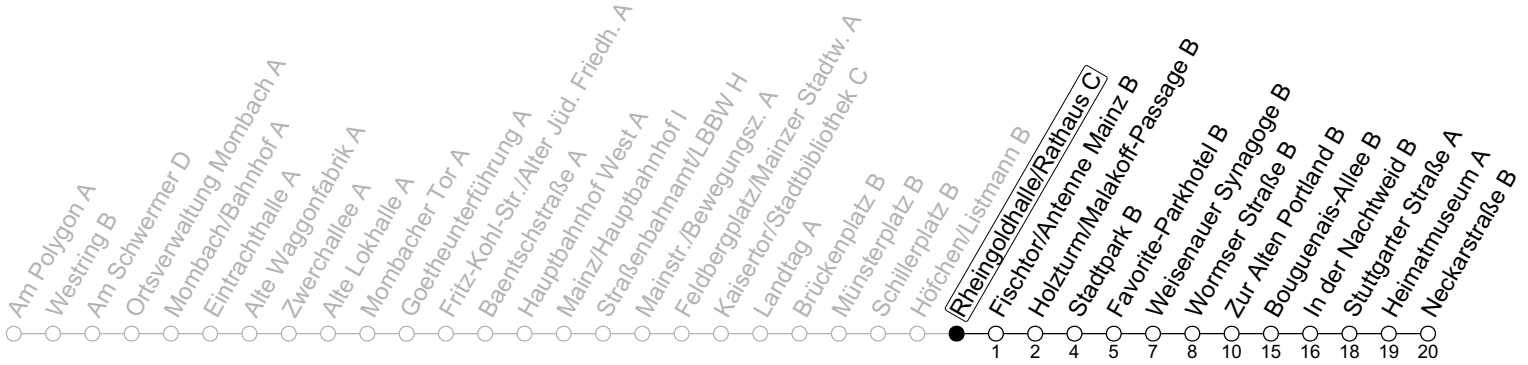 Am Polygon A
Westring B
Am Schwermer D
Ortsverwaltung Mombach A
Mombach/Bahnhof A
Eintrachthalle A
Alte Waggonfabrik A
Zwerchallee A
Alte Lokhalle A
Mombacher Tor A
Goetheunterführung A
Fritz-Kohl-Str./Alter Jüd. Friedh. A
Baentschstraße A
Hauptbahnhof West A
Mainz/Hauptbahnhof I
Straßenbahnamt/LBBW H
Mainstr./Bewegungsz. A
Feldbergplatz/Mainzer Stadtw. A
Kaisertor/Stadtbibliothek C
Landtag A
Brückenplatz B
Münsterplatz B
Schillerplatz B
Höfchen/Listmann B
Rheingoldhalle/Rathaus C
Fischtor/Antenne Mainz B
Holzturm/Malakoff-Passage B
Stadtpark B
Favorite-Parkhotel B
Weisenauer Synagoge B
Wormser Straße B
Zur Alten Portland B
Bouguenais-Allee B
In der Nachtweid B
Stuttgarter Straße A
Heimatmuseum A
Neckarstraße B
1 2 4 5 7 8 10 15 16 18 19 20